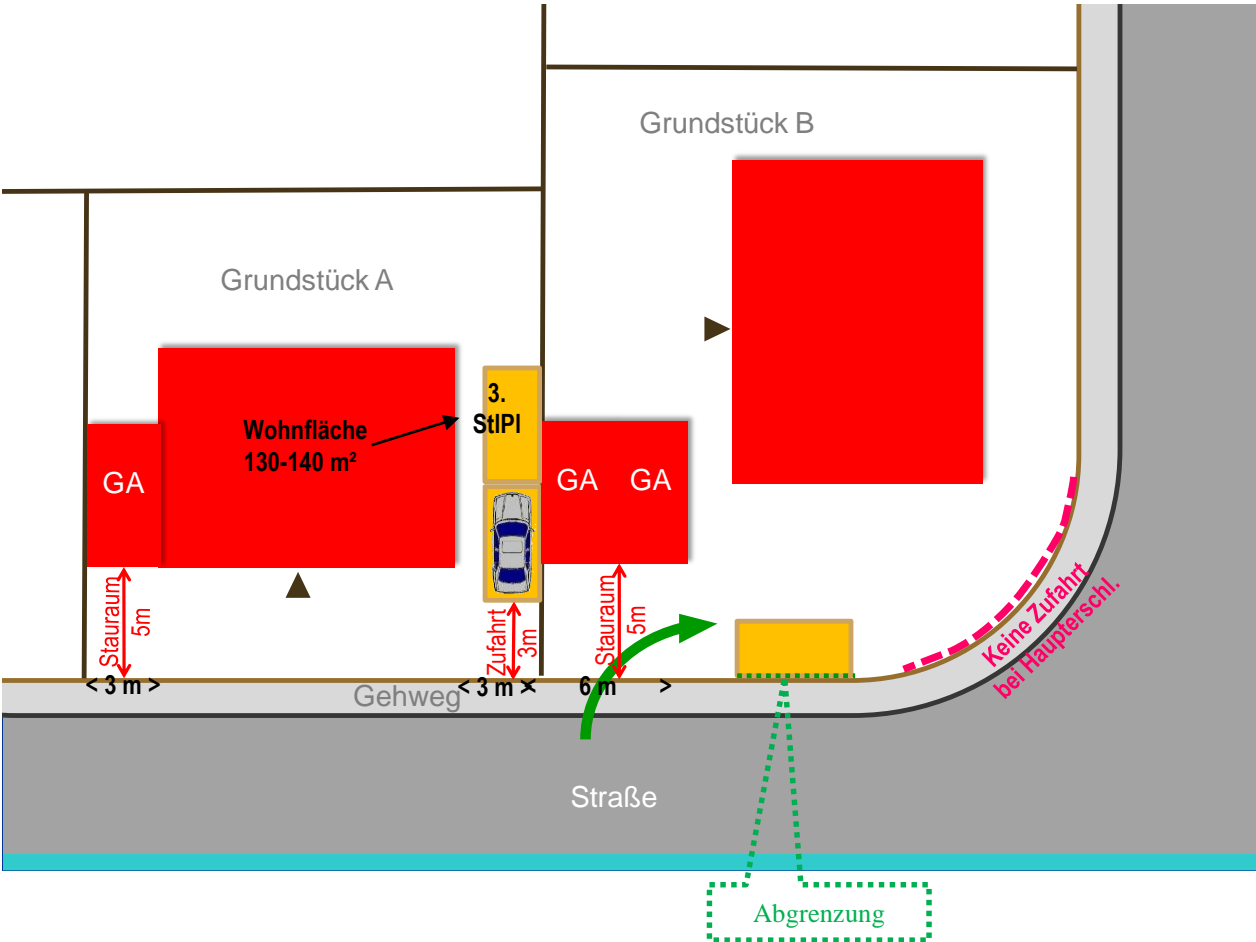 Grundstück B
Grundstück A
3.
StlPl
Wohnfläche
130-140 m²
GA
GA GA
Stauraum
5m
Zufahrt
3m
Stauraum
5m
Keine Zufahrt
bei Haupterschl.
< 3 m >
Gehweg
< 3 m >
< 6 m >
Straße
Abgrenzung